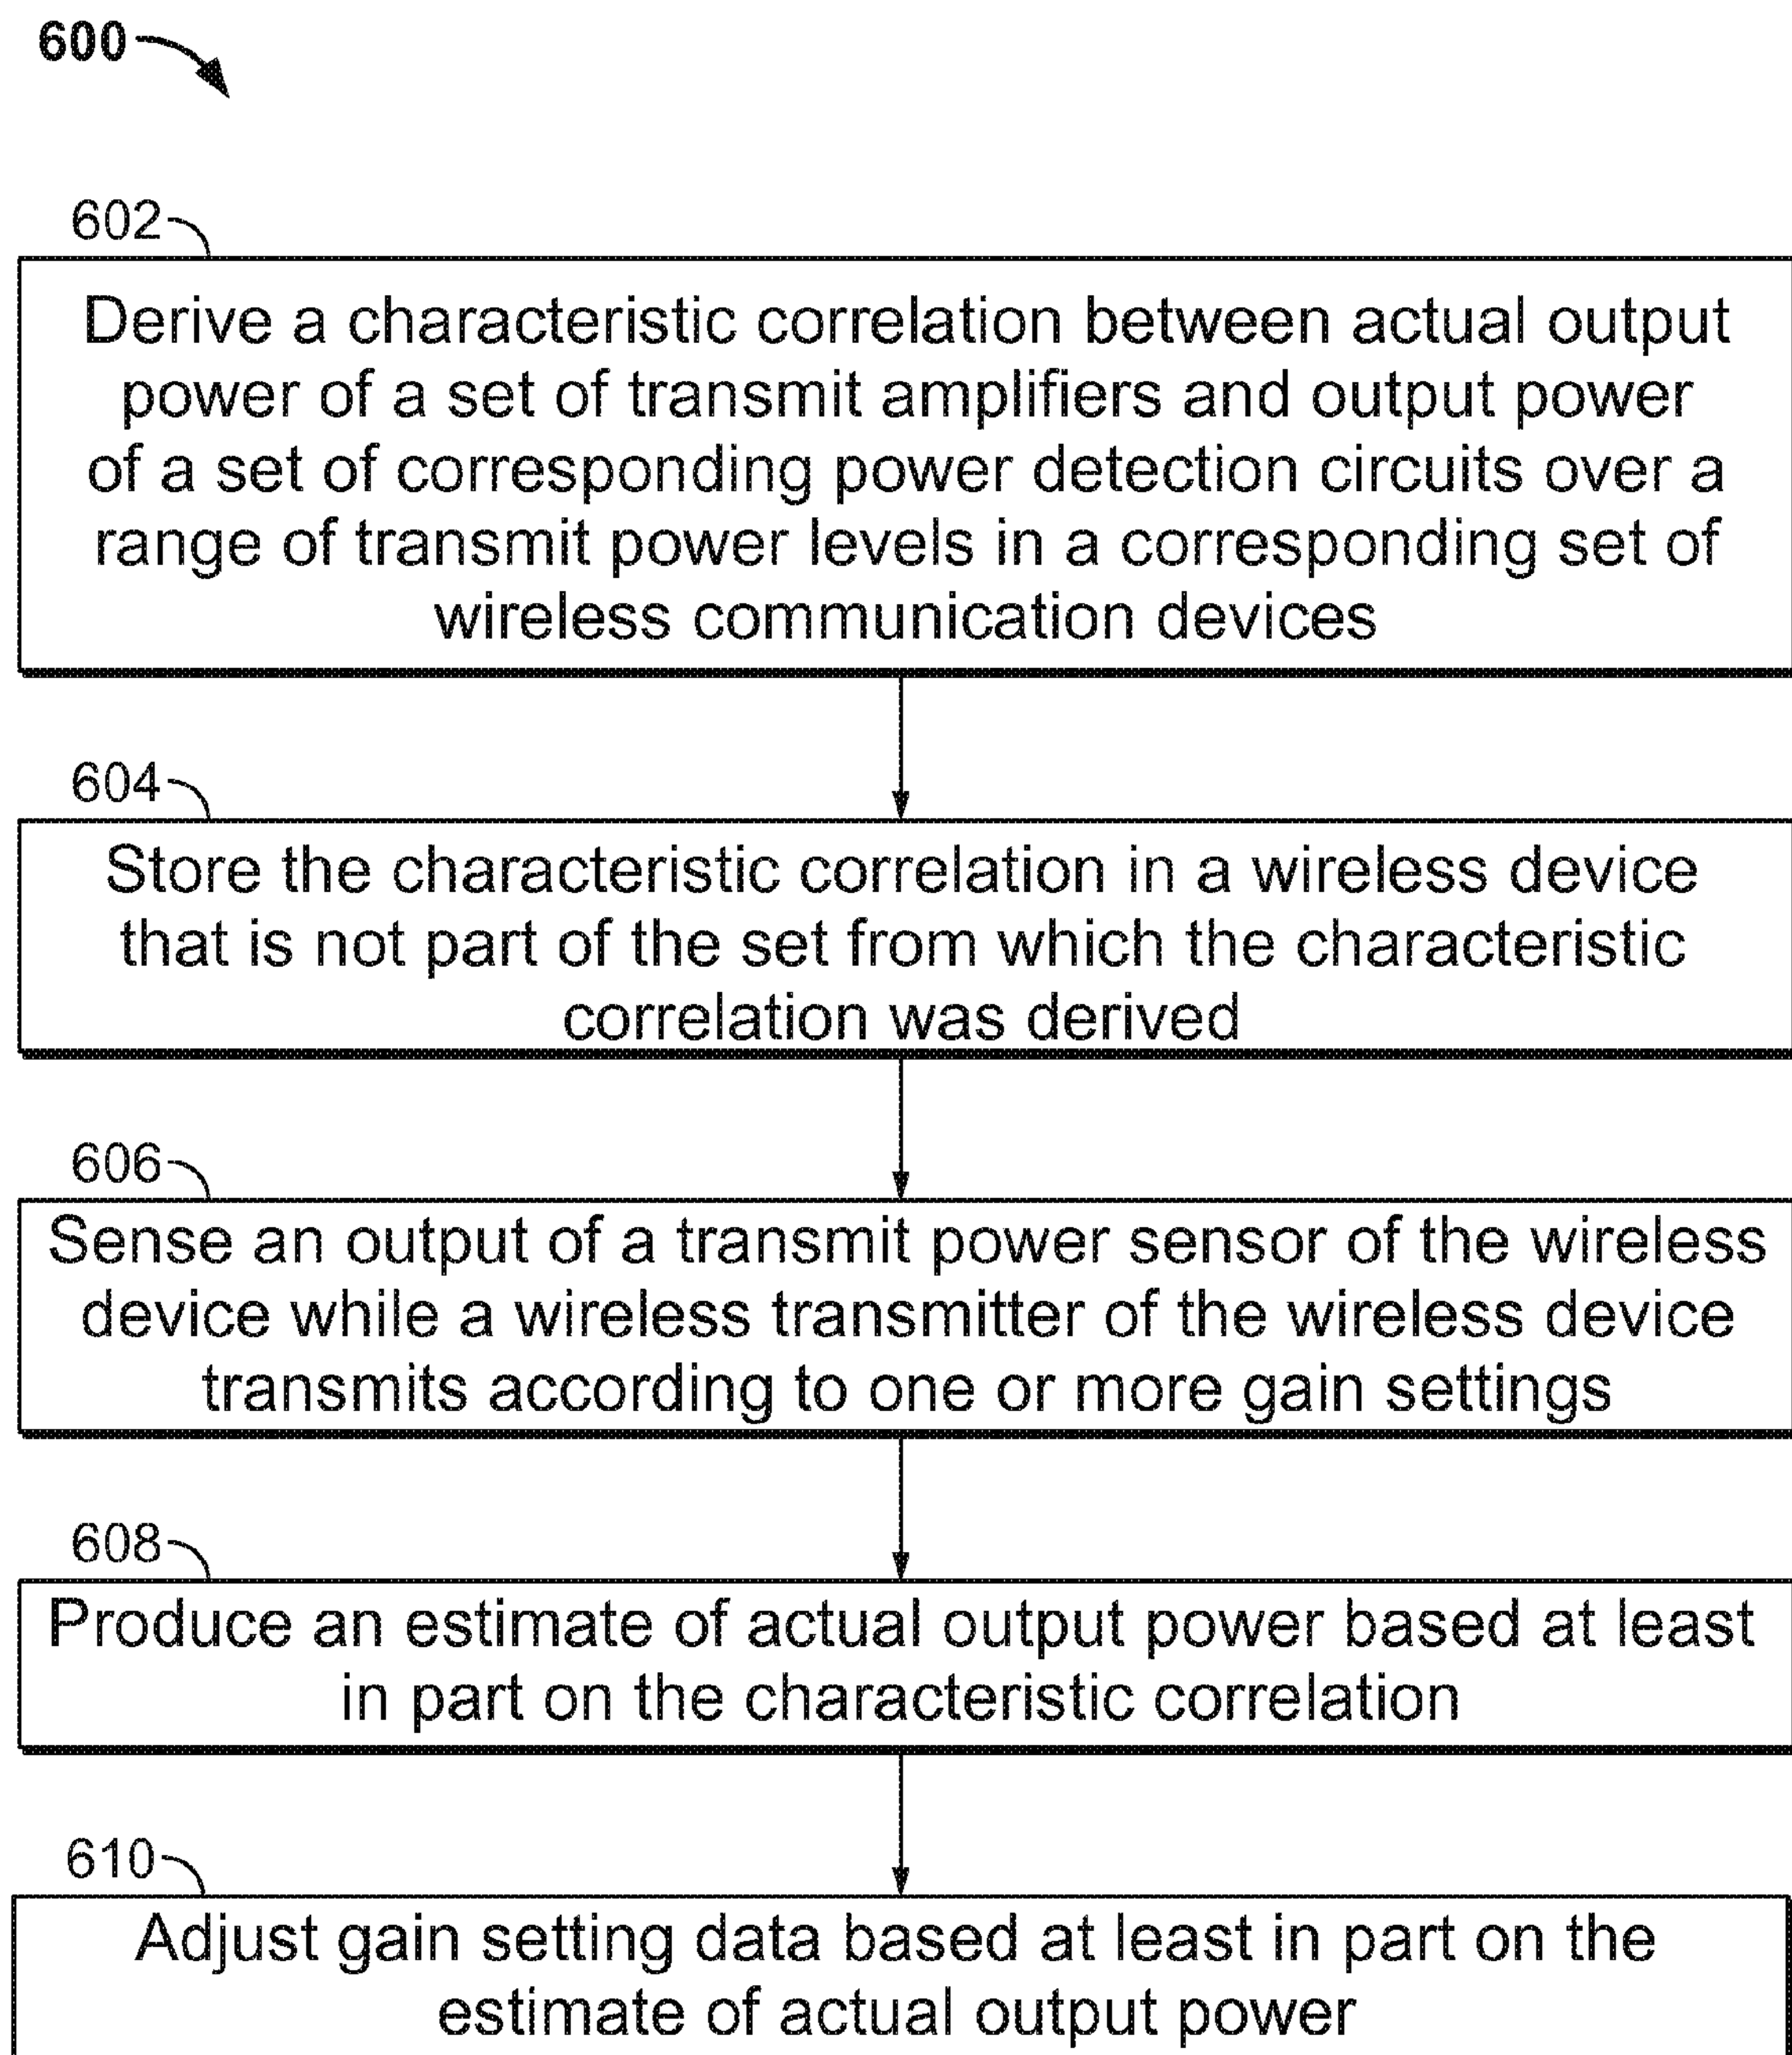 600
602
Derive a characteristic correlation between actual output
power of a set of transmit amplifiers and output power
of a set of corresponding power detection circuits over a
range of transmit power levels in a corresponding set of
wireless communication devices
604
Store the characteristic correlation in a wireless device
that is not part of the set from which the characteristic
correlation was derived
606
Sense an output of a transmit power sensor of the wireless
device while a wireless transmitter of the wireless device
transmits according to one or more gain settings
608
Produce an estimate of actual output power based at least
in part on the characteristic correlation
610
Adjust gain setting data based at least in part on the
estimate of actual output power